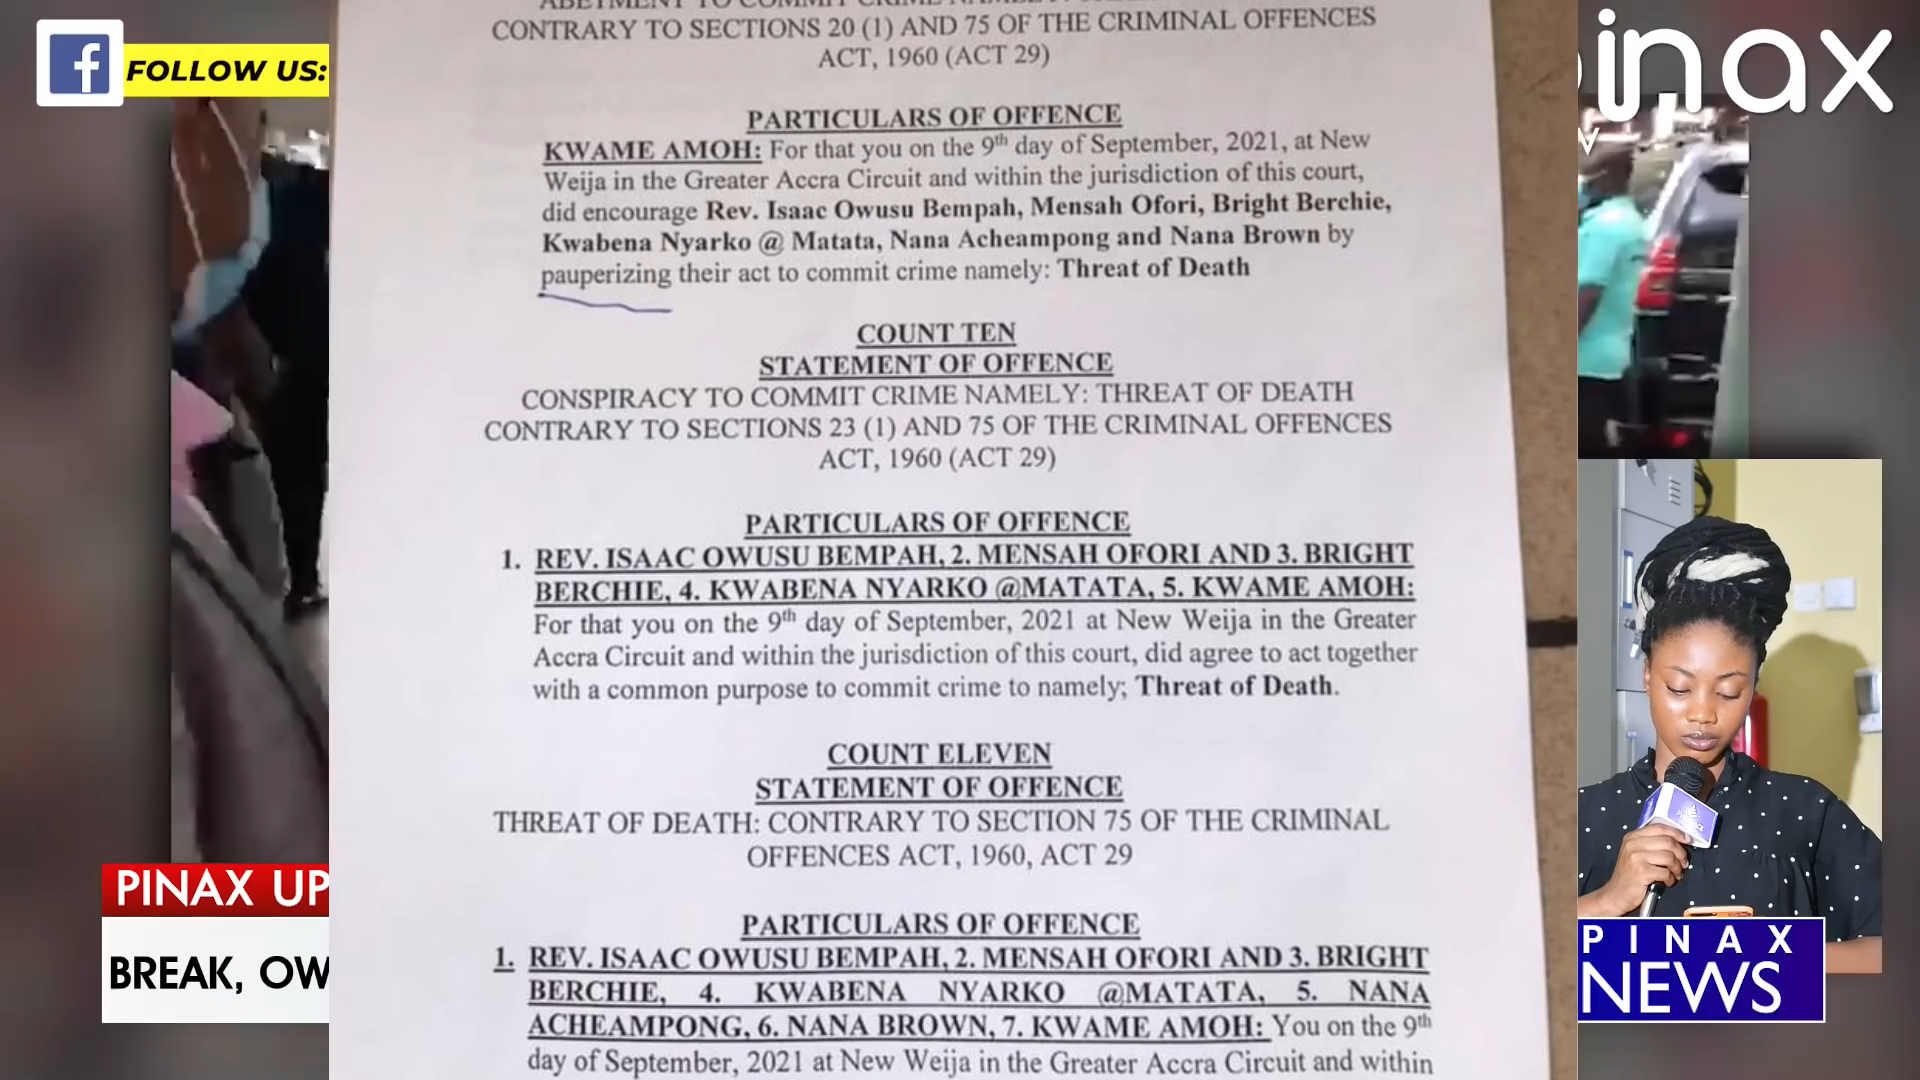 FOLLOW US:
pinax
CONTRARY TO SECTIONS 20 (1) AND 75 OF THE CRIMINAL OFFENCES
ACT, 1960 (ACT 29)
PARTICULARS OF OFFENCE
KWAME AMOH: For that you on the 9th day of September, 2021, at New
Weija in the Greater Accra Circuit and within the jurisdiction of this court,
did encourage Rev. Isaac Owusu Bempah, Mensah Ofori, Bright Berchie,
Kwabena Nyarko @ Matata, Nana Acheampong and Nana Brown by
pauperizing their act to commit crime namely: Threat of Death
COUNT TEN
STATEMENT OF OFFENCE
CONSPIRACY TO COMMIT CRIME NAMELY: THREAT OF DEATH
CONTRARY TO SECTIONS 23 (1) AND 75 OF THE CRIMINAL OFFENCES
ACT, 1960 (ACT 29)
PARTICULARS OF OFFENCE
1. REV. ISAAC OWUSU BEMPAH, 2. MENSAH OFORI AND 3. BRIGHT
BERCHIE, 4. KWABENA NYARKO @MATATA, 5. KWAME AMOH:
For that you on the 9th day of September, 2021 at New Weija in the Greater
Accra Circuit and within the jurisdiction of this court, did agree to act together
with a common purpose to commit crime to namely; Threat of Death.
COUNT ELEVEN
STATEMENT OF OFFENCE
THREAT OF DEATH: CONTRARY TO SECTION 75 OF THE CRIMINAL
OFFENCES ACT, 1960, ACT 29
PARTICULARS OF OFFENCE
1. REV. ISAAC OWUSU BEMPAH, 2. MENSAH OFORI AND 3. BRIGHT
BERCHIE, 4. KWABENA NYARKO @MATATA, 5. NANA
ACHEAMPONG, 6. NANA BROWN, 7. KWAME AMOH: You on the 9th
day of September, 2021 at New Weija in the Greater Accra Circuit and within
PINAX UP
BREAK, OW
PINAX
NEWS